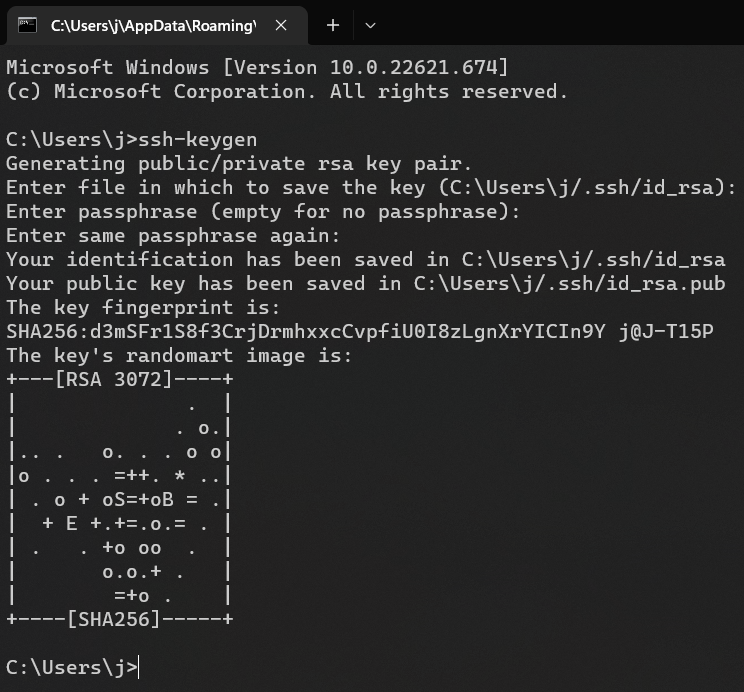 C:\Users\j\AppData\Roaming\
Microsoft Windows [Version 10.0.22621.674]
(c) Microsoft Corporation. All rights reserved.
C:\Users\j>ssh-keygen
Generating public/private rsa key pair.
Enter file in which to save the key (C:\Users\j/.ssh/id_rsa):
Enter passphrase (empty for no passphrase):
Enter same passphrase again:
Your identification has been saved in C:\Users\j/.ssh/id_rsa
Your public key has been saved in C:\Users\j/.ssh/id_rsa.pub
The key fingerprint is:
SHA256:d3mSFr1S8f3CrjDrmhxxcCvpfiU0I8zLgnXrYICIn9Y j@J-T15P
The key's randomart image is:
+---[RSA 3072]----+
|              .  |
|             . o.|
|.. .   o. . . o o|
|o . . . =++. * ..|
| . o + oS=+oB = .|
|  + E +.+=.o.= . |
| .   . +o oo  .  |
|       o.o.+ .   |
|        =+o .    |
+----[SHA256]-----+
C:\Users\j>